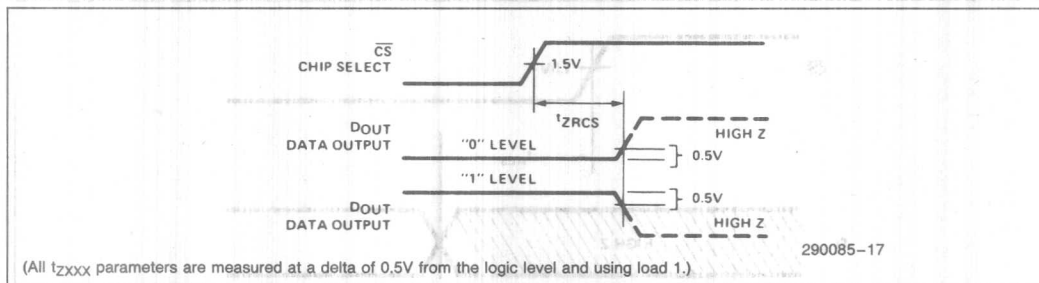 CS
CHIP SELECT
1.5V
tZRCS
DOUT
DATA OUTPUT
"0" LEVEL
HIGH Z
0.5V
"1" LEVEL
0.5V
DOUT
DATA OUTPUT
HIGH Z
290085–17
(All tZXXX parameters are measured at a delta of 0.5V from the logic level and using load 1.)